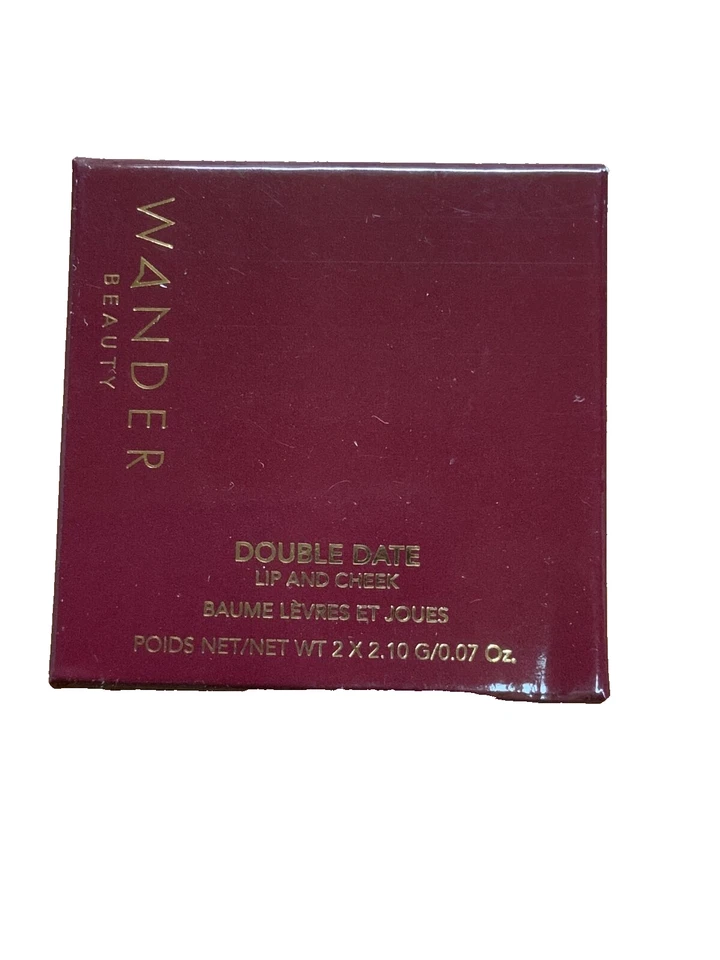 WANDER
BEAUTY
DOUBLE DATE
LIP AND CHEEK
BAUME LÈVRES ET JOUES
POIDS NET/NET WT 2 X 2.10 G/0.07 Oz.